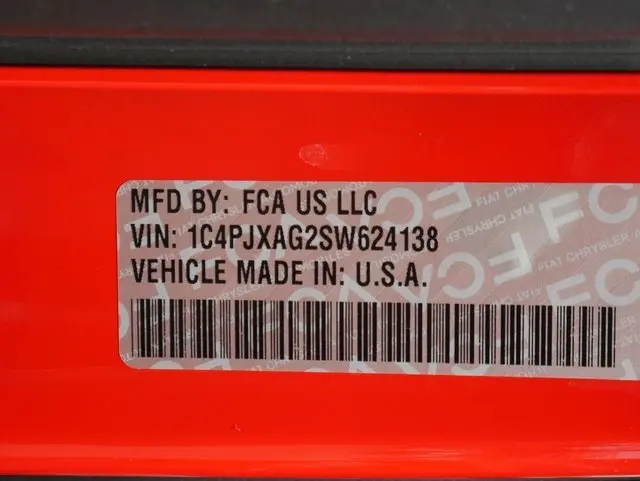 MFD BY: FCA US LLC
VIN: 1C4PJXAG2SW624138
VEHICLE MADE IN: U.S.A.